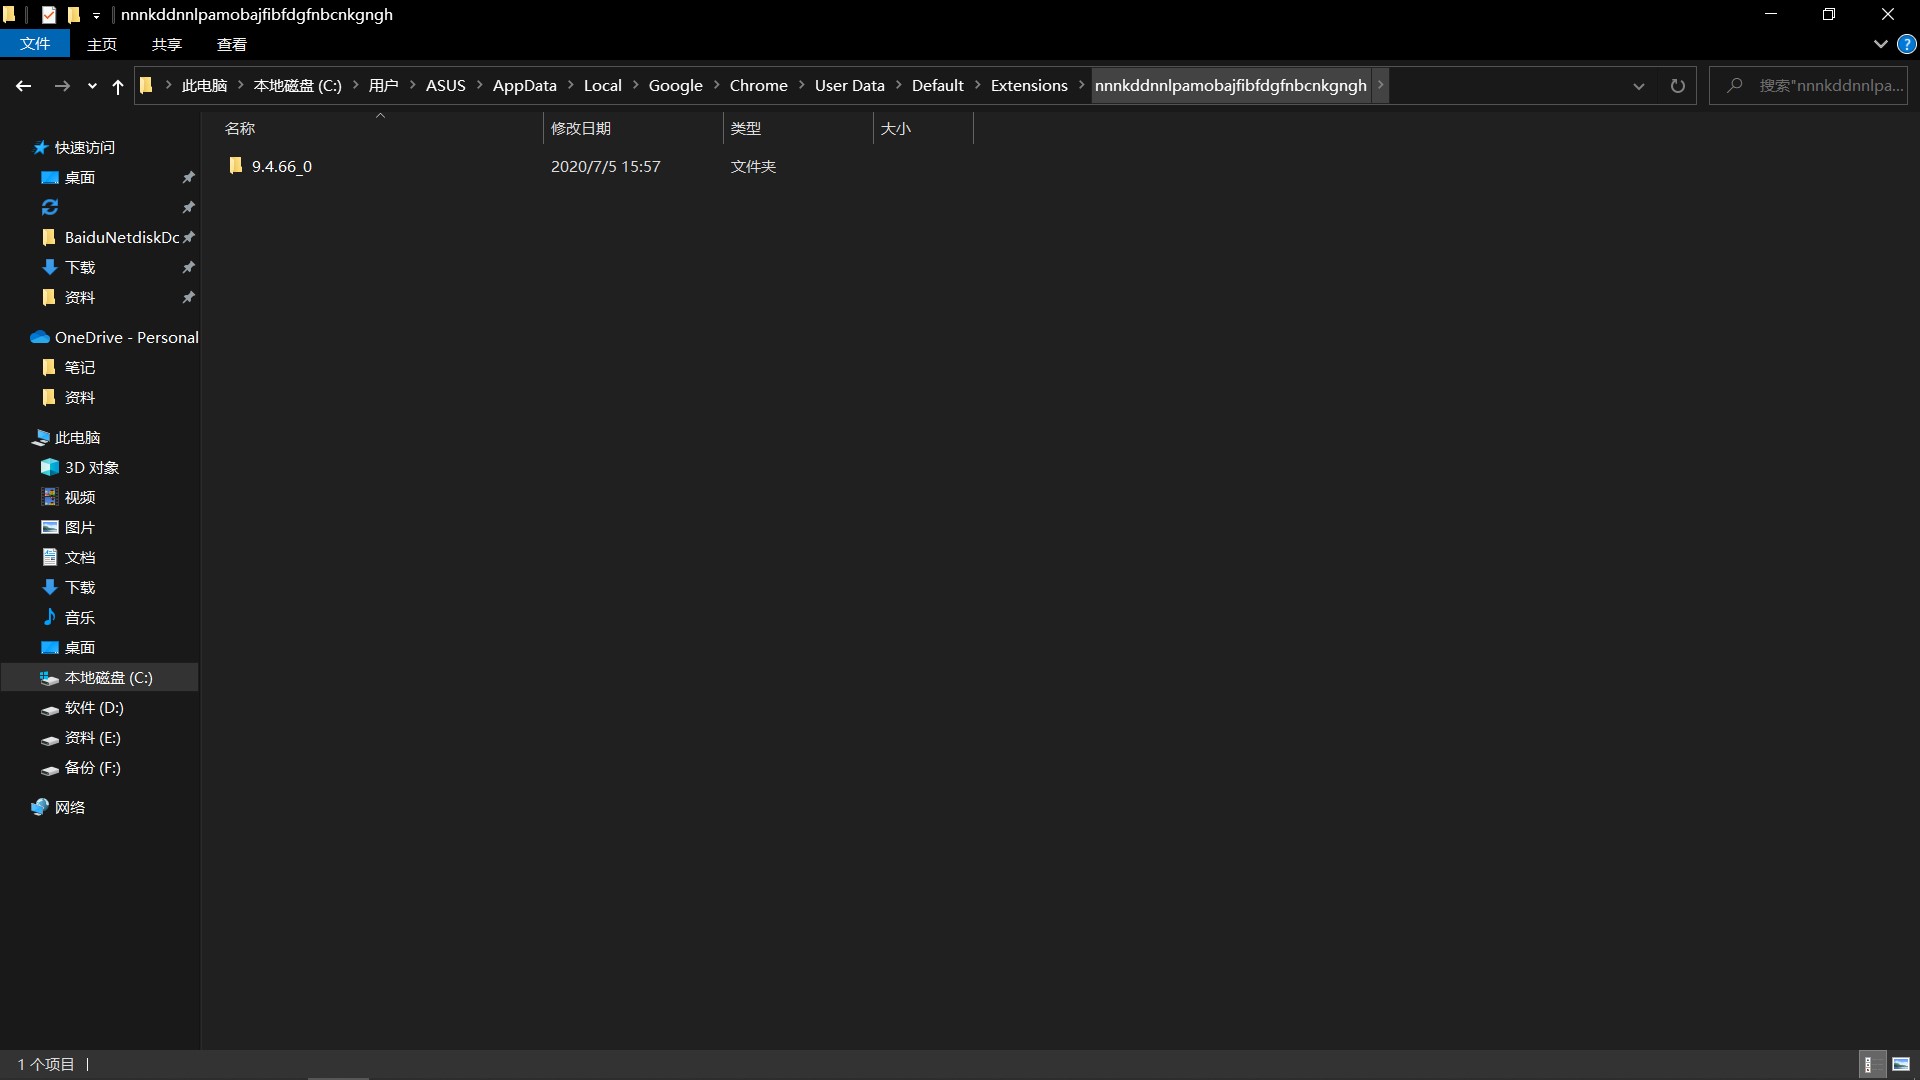 nnnkddnnlpamobajfibfdgfnbcnkgngh
文件 主页 共享 查看
此电脑 本地磁盘 (C:) 用户 ASUS AppData Local Google Chrome User Data Default Extensions nnnkddnnlpamobajfibfdgfnbcnkgngh 搜索"nnnkddnnlpa...
名称 修改日期 类型 大小
9.4.66_0 2020/7/5 15:57 文件夹
快速访问
桌面
BaiduNetdiskDc
下载
资料
OneDrive - Personal
笔记
资料
此电脑
3D 对象
视频
图片
文档
下载
音乐
桌面
本地磁盘 (C:)
软件 (D:)
资料 (E:)
备份 (F:)
网络
1 个项目